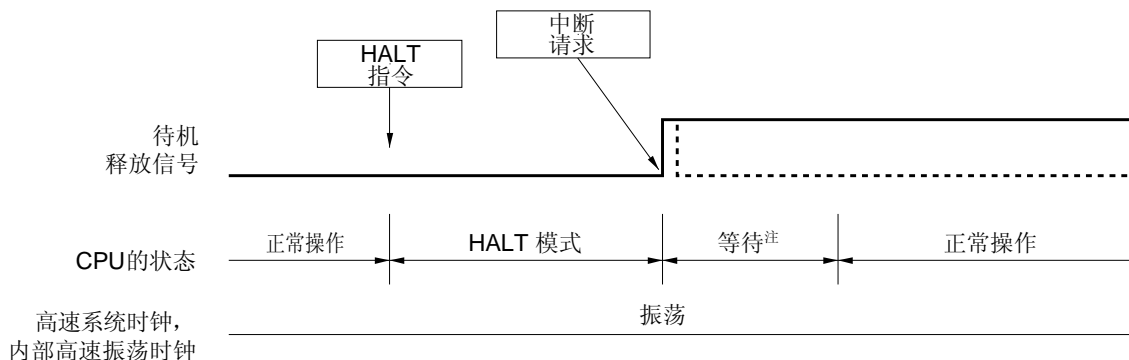 中断
请求
HALT
指令
待机
释放信号
CPU的状态
正常操作
HALT 模式
等待注
正常操作
高速系统时钟，
内部高速振荡时钟
振荡